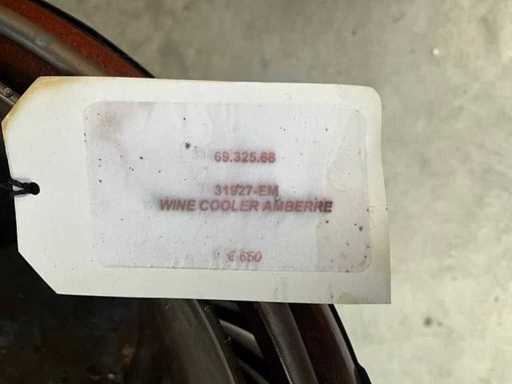 69.325.68
31927-EM
WINE COOLER AMBERRE
€ 650